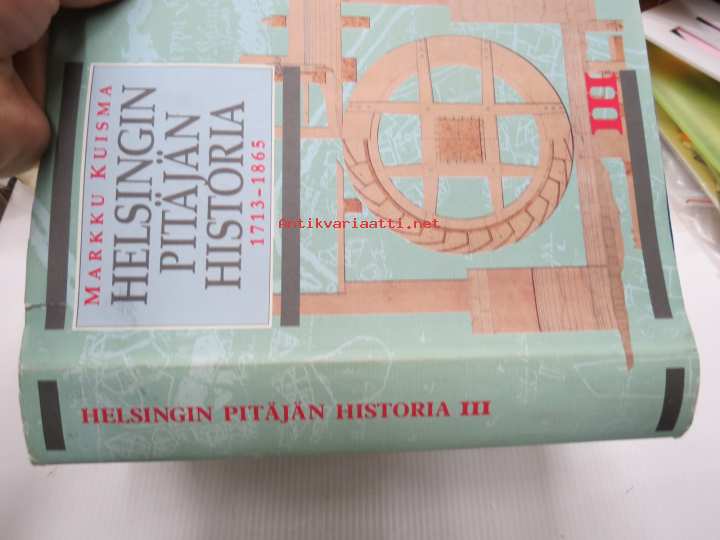 MARKKU KUISMA
HELSINGIN
PITÄJÄN
HISTORIA
1713–1865
III
Antikvariaatti.net
HELSINGIN PITÄJÄN HISTORIA III